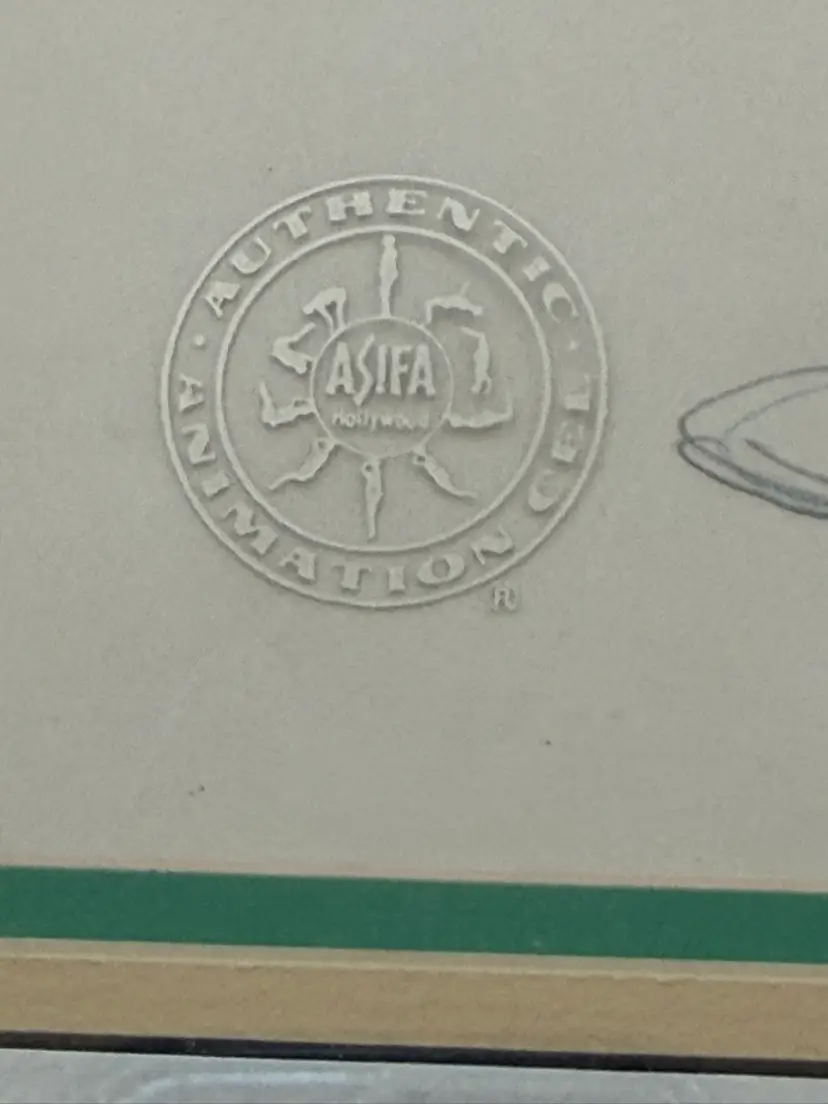 AUTHENTIC
ASIFA
Hollywood
ANIMATION CEL
®